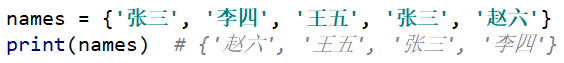 names = {'张三', '李四', '王五', '张三', '赵六'}
print(names)  # {'赵六', '王五', '张三', '李四'}